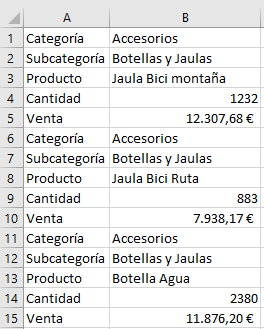 A B
1 Categoría Accesorios
2 Subcategoría Botellas y Jaulas
3 Producto Jaula Bici montaña
4 Cantidad 1232
5 Venta 12.307,68 €
6 Categoría Accesorios
7 Subcategoría Botellas y Jaulas
8 Producto Jaula Bici Ruta
9 Cantidad 883
10 Venta 7.938,17 €
11 Categoría Accesorios
12 Subcategoría Botellas y Jaulas
13 Producto Botella Agua
14 Cantidad 2380
15 Venta 11.876,20 €